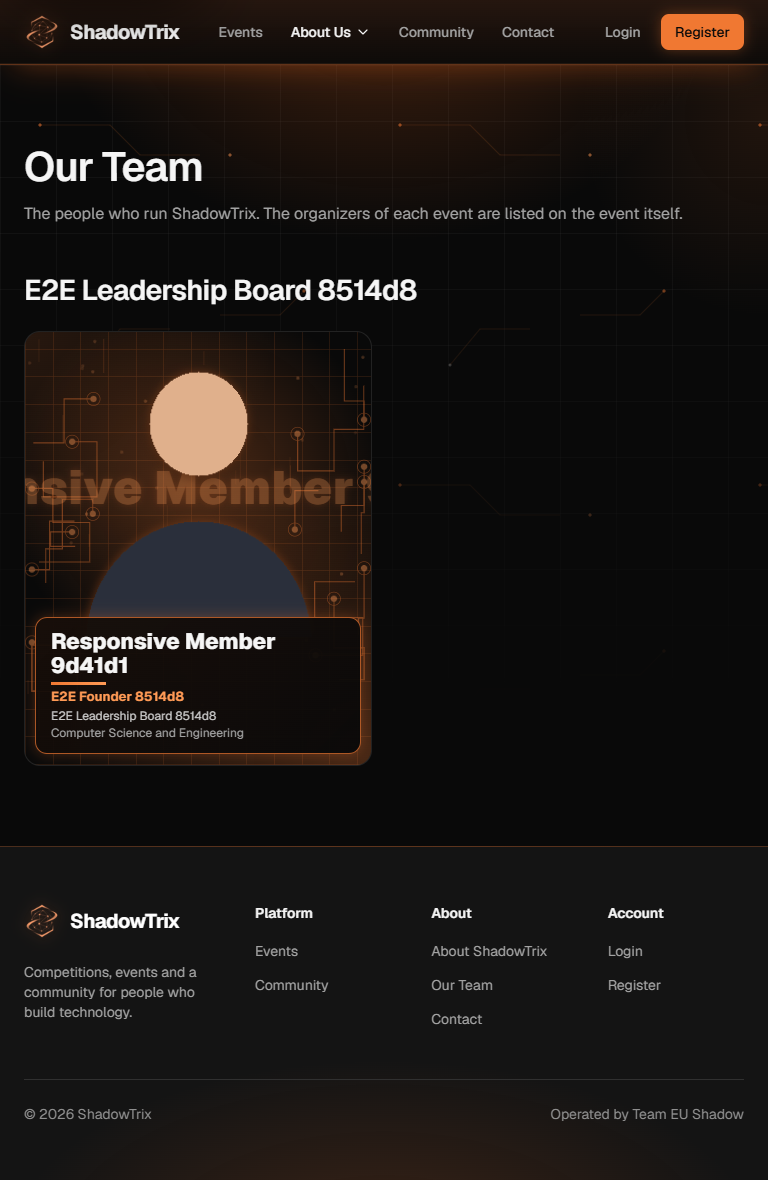 ShadowTrix
Events
About Us
Community
Contact
Login
Register
Our Team
The people who run ShadowTrix. The organizers of each event are listed on the event itself.
E2E Leadership Board 8514d8
nsive Member
Responsive Member
9d41d1
E2E Founder 8514d8
E2E Leadership Board 8514d8
Computer Science and Engineering
ShadowTrix
Competitions, events and a
community for people who
build technology.
Platform
Events
Community
About
About ShadowTrix
Our Team
Contact
Account
Login
Register
© 2026 ShadowTrix
Operated by Team EU Shadow